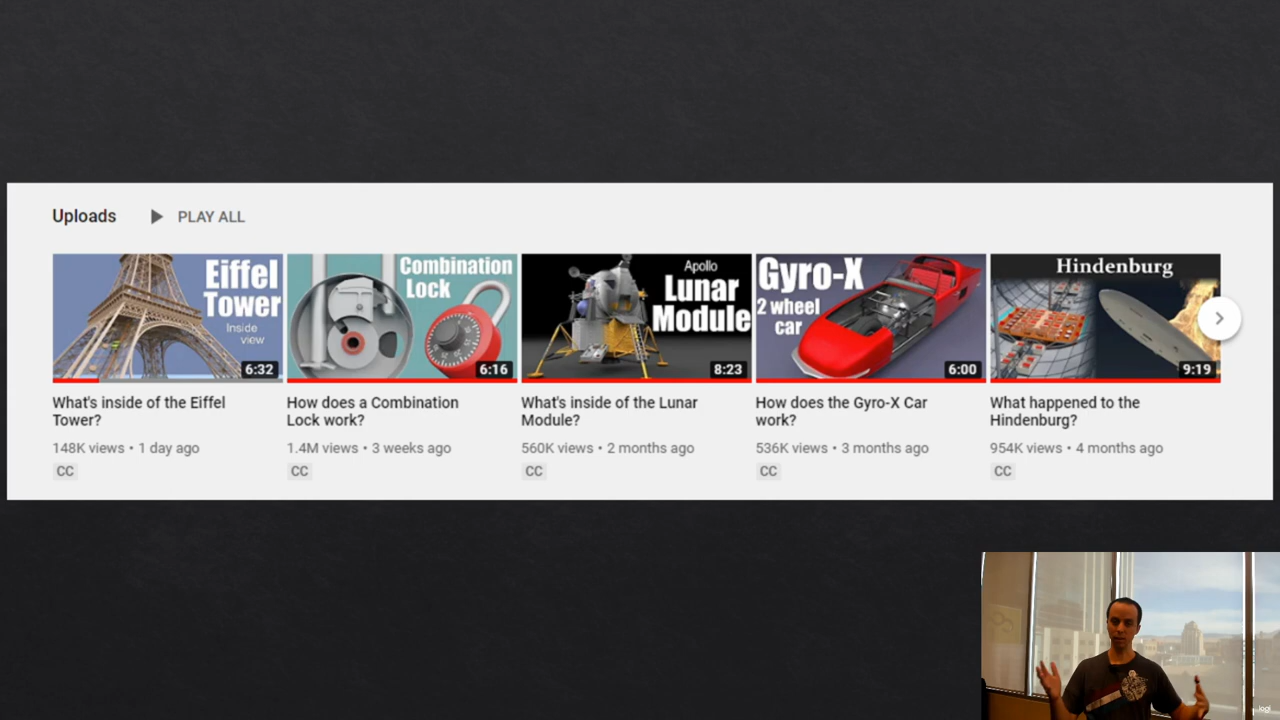 Uploads
PLAY ALL
Eiffel
Tower
Inside
view
6:32
Combination
Lock
6:16
Apollo
Lunar
Module
8:23
Gyro-X
2 wheel
car
6:00
Hindenburg
9:19
What's inside of the Eiffel
Tower?
148K views • 1 day ago
CC
How does a Combination
Lock work?
1.4M views • 3 weeks ago
CC
What's inside of the Lunar
Module?
560K views • 2 months ago
CC
How does the Gyro-X Car
work?
536K views • 3 months ago
CC
What happened to the
Hindenburg?
954K views • 4 months ago
CC
logi